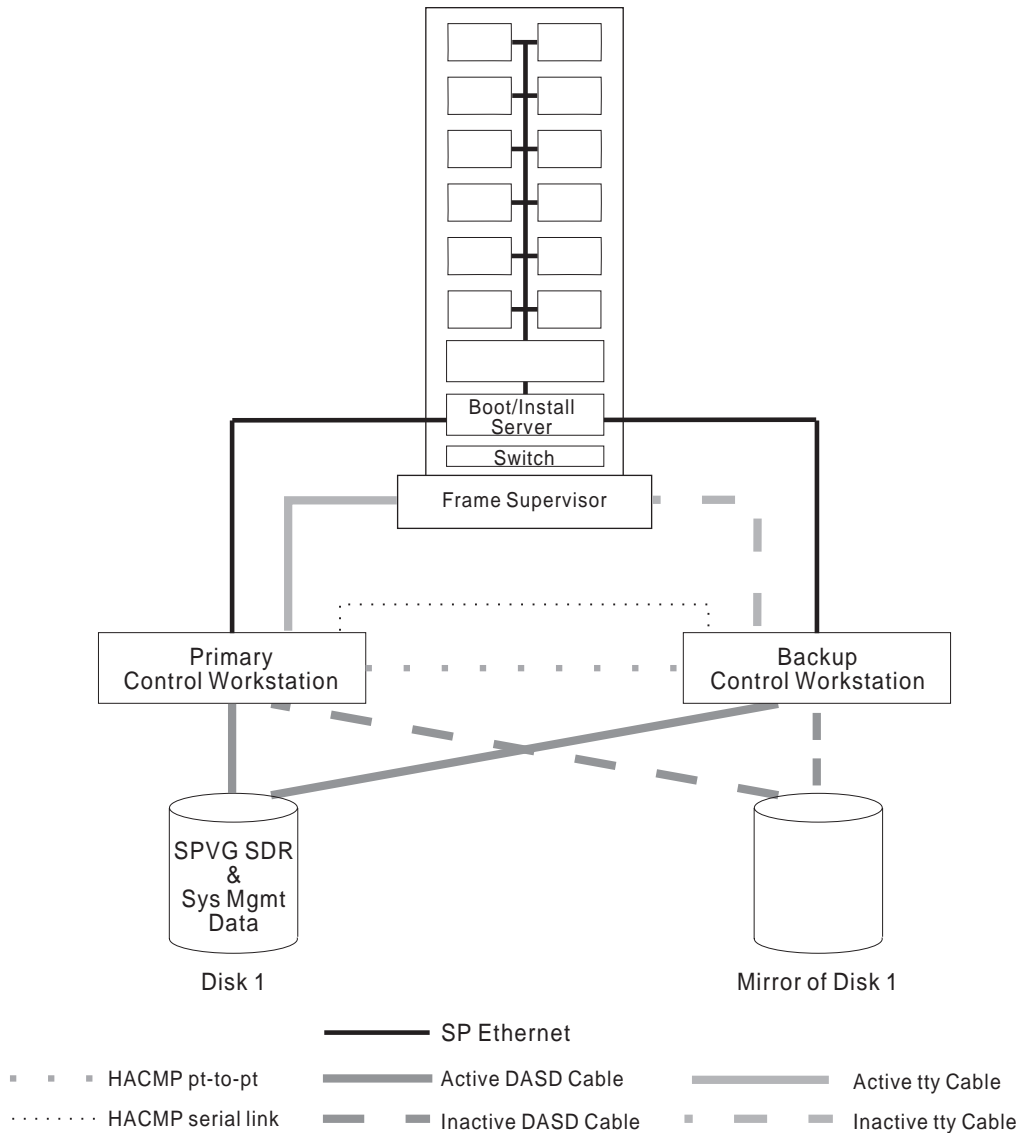 Boot/Install
Server
Switch
Frame Supervisor
Primary
Control Workstation
Backup
Control Workstation
SPVG SDR
&
Sys Mgmt
Data
Disk 1
Mirror of Disk 1
SP Ethernet
HACMP pt-to-pt
Active DASD Cable
Active tty Cable
HACMP serial link
Inactive DASD Cable
Inactive tty Cable